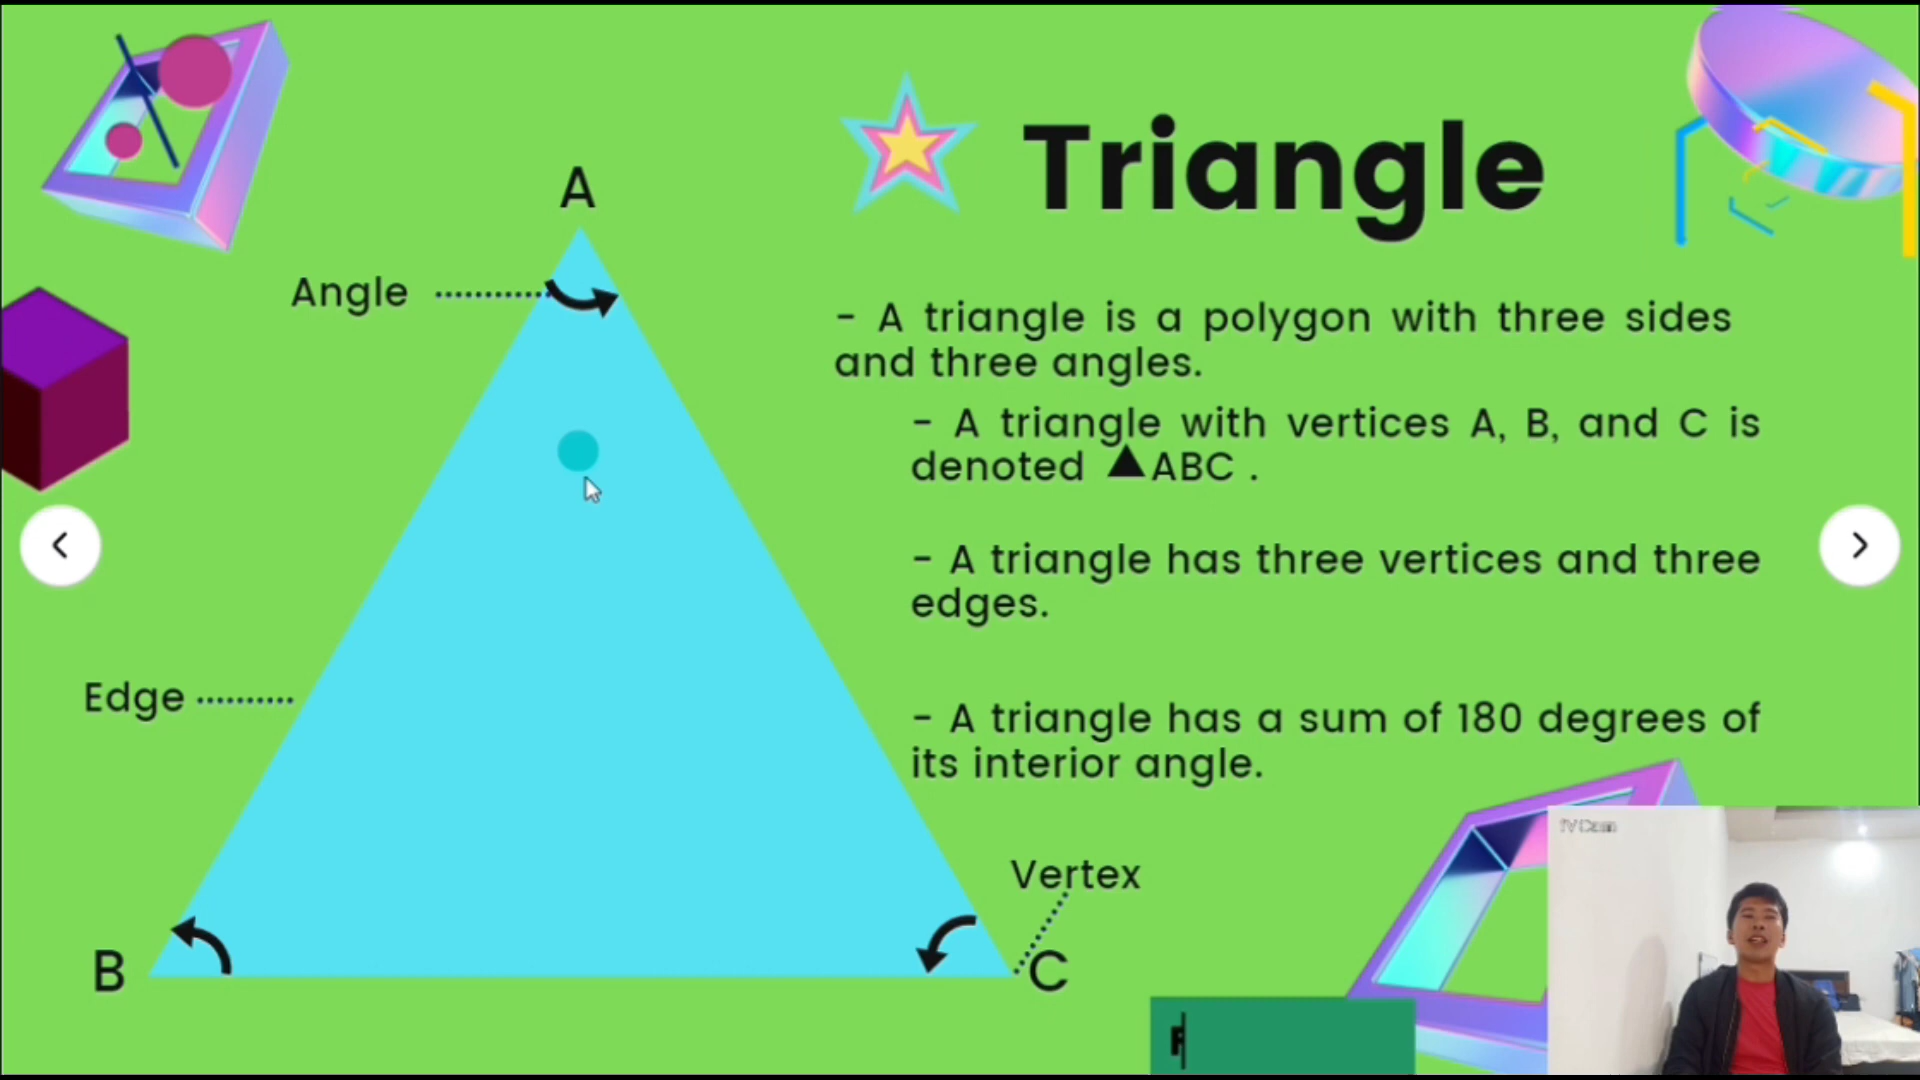 A
Triangle
Angle
- A triangle is a polygon with three sides
and three angles.
- A triangle with vertices A, B, and C is
denoted ▲ABC .
- A triangle has three vertices and three
edges.
Edge
- A triangle has a sum of 180 degrees of
its interior angle.
iVCam
Vertex
B
C